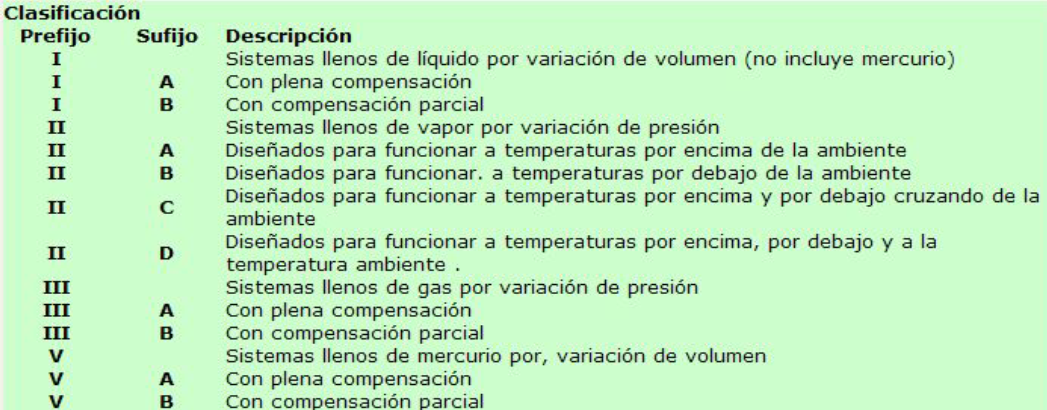 Clasificación
Prefijo Sufijo Descripción
I Sistemas llenos de líquido por variación de volumen (no incluye mercurio)
I A Con plena compensación
I B Con compensación parcial
II Sistemas llenos de vapor por variación de presión
II A Diseñados para funcionar a temperaturas por encima de la ambiente
II B Diseñados para funcionar. a temperaturas por debajo de la ambiente
II C Diseñados para funcionar a temperaturas por encima y por debajo cruzando de la
ambiente
II D Diseñados para funcionar a temperaturas por encima, por debajo y a la
temperatura ambiente .
III Sistemas llenos de gas por variación de presión
III A Con plena compensación
III B Con compensación parcial
V Sistemas llenos de mercurio por, variación de volumen
V A Con plena compensación
V B Con compensación parcial